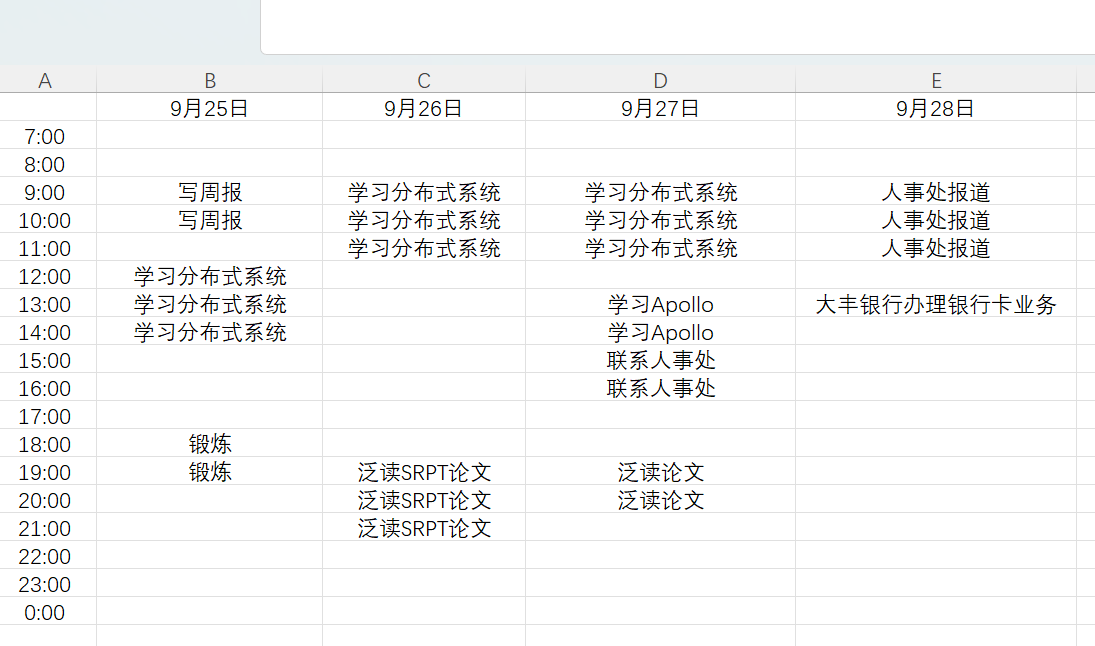 A B C D E
9月25日 9月26日 9月27日 9月28日
7:00
8:00
9:00 写周报 学习分布式系统 学习分布式系统 人事处报道
10:00 写周报 学习分布式系统 学习分布式系统 人事处报道
11:00 学习分布式系统 学习分布式系统 人事处报道
12:00 学习分布式系统
13:00 学习分布式系统 学习Apollo 大丰银行办理银行卡业务
14:00 学习分布式系统 学习Apollo
15:00 联系人事处
16:00 联系人事处
17:00
18:00 锻炼
19:00 锻炼 泛读SRPT论文 泛读论文
20:00 泛读SRPT论文 泛读论文
21:00 泛读SRPT论文
22:00
23:00
0:00